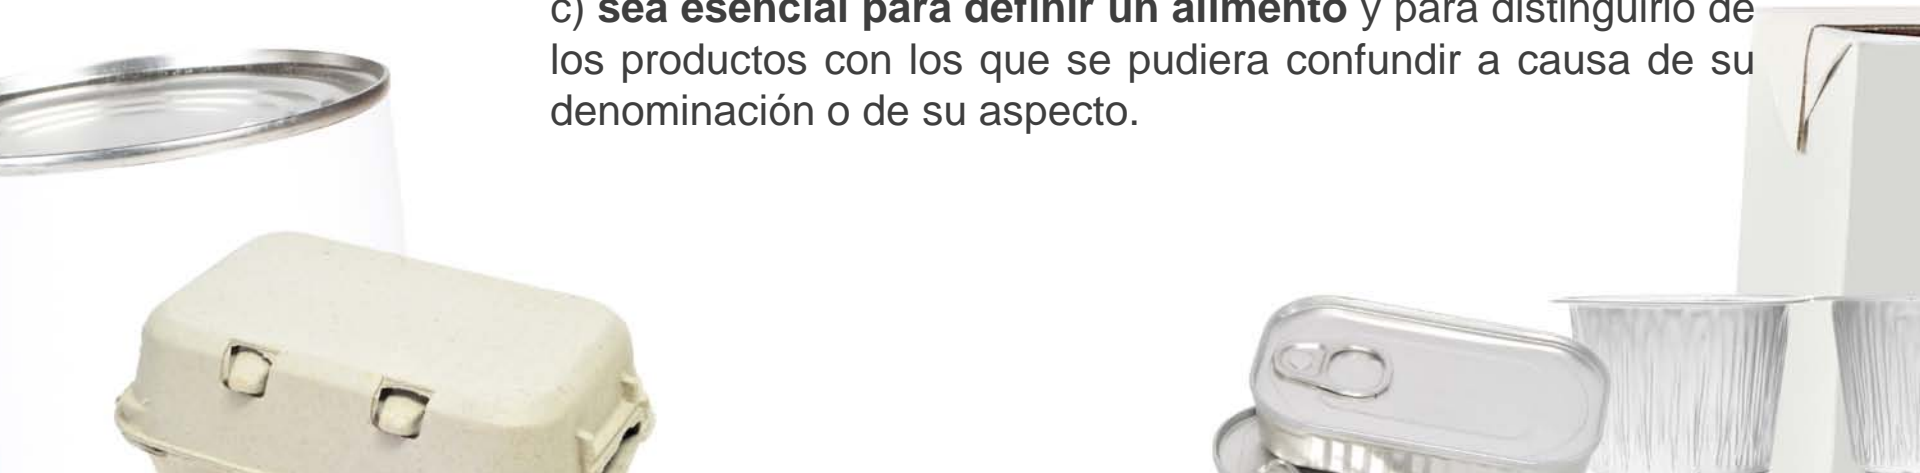 c) sea esencial para definir un alimento y para distinguirlo de
los productos con los que se pudiera confundir a causa de su
denominación o de su aspecto.